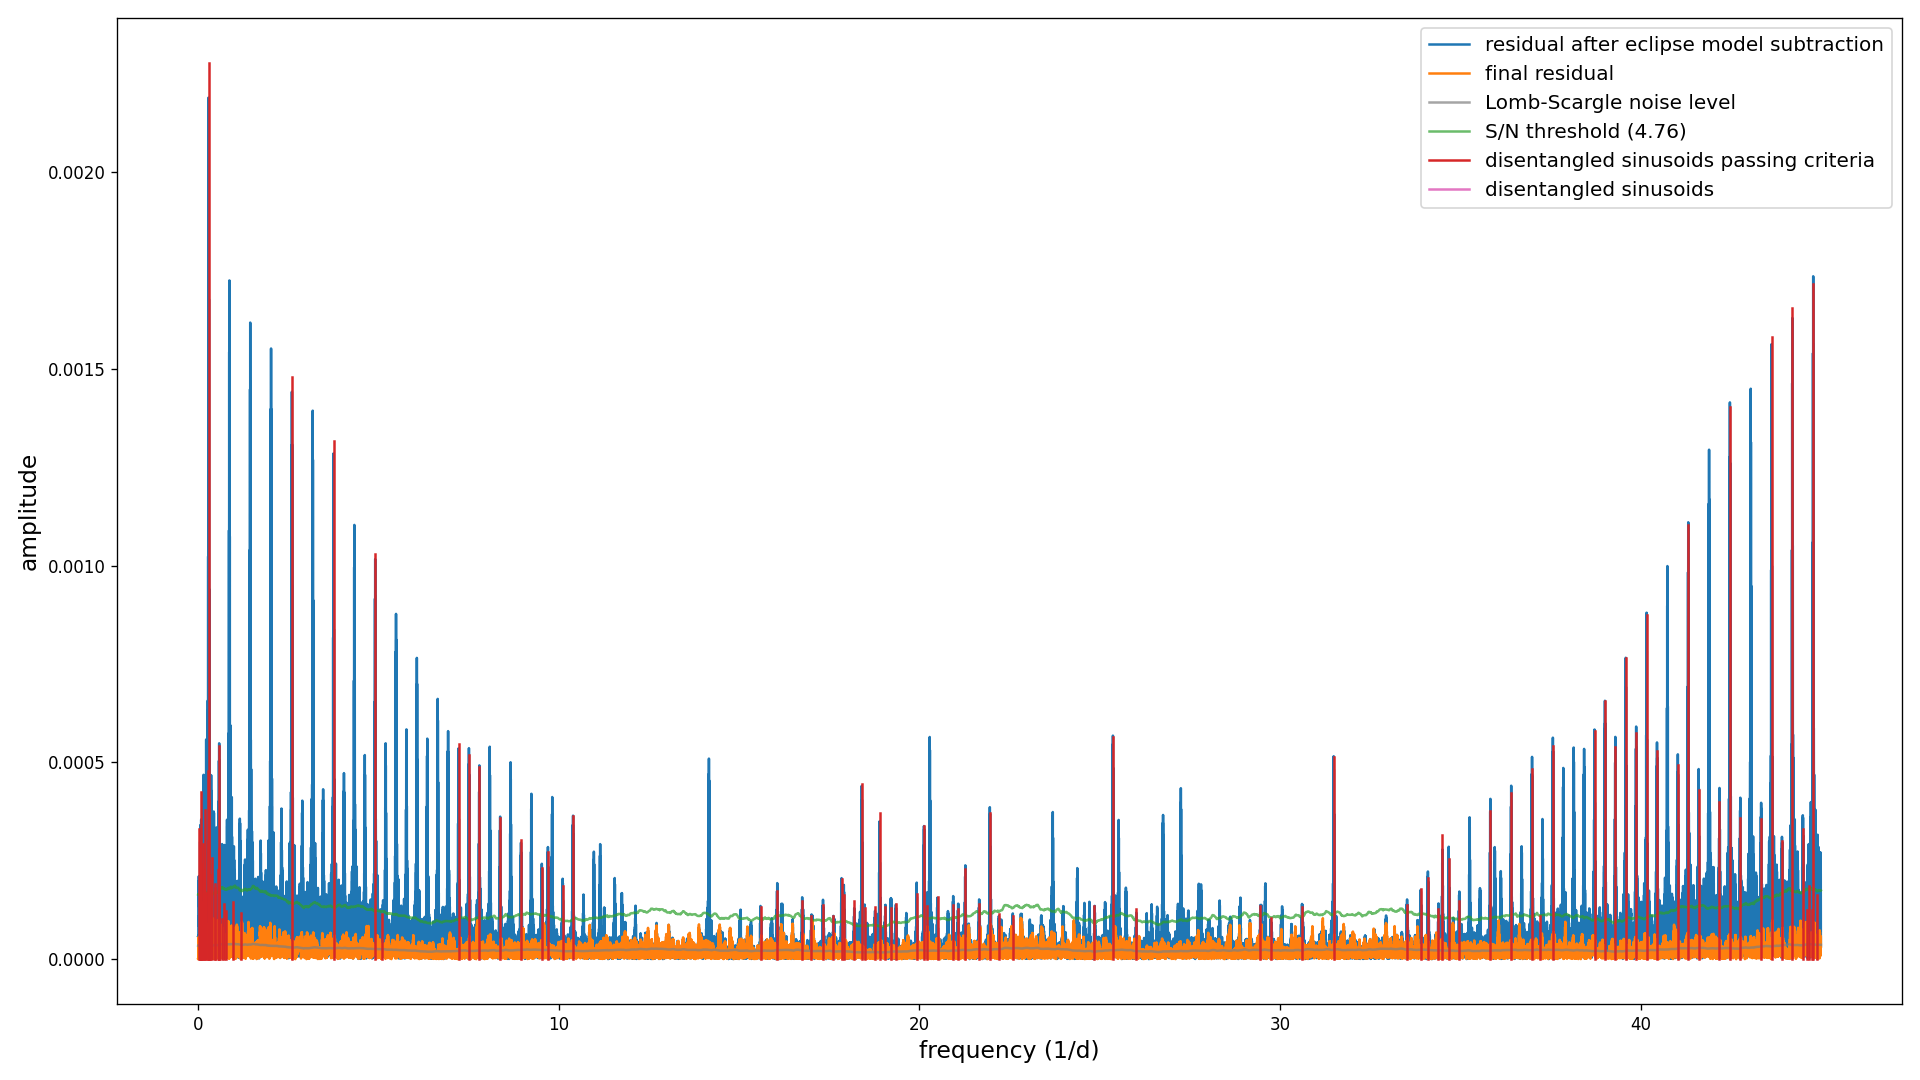 residual after eclipse model subtraction
final residual
Lomb-Scargle noise level
S/N threshold (4.76)
disentangled sinusoids passing criteria
disentangled sinusoids
amplitude
0.0020
0.0015
0.0010
0.0005
0.0000
0
10
20
30
40
frequency (1/d)